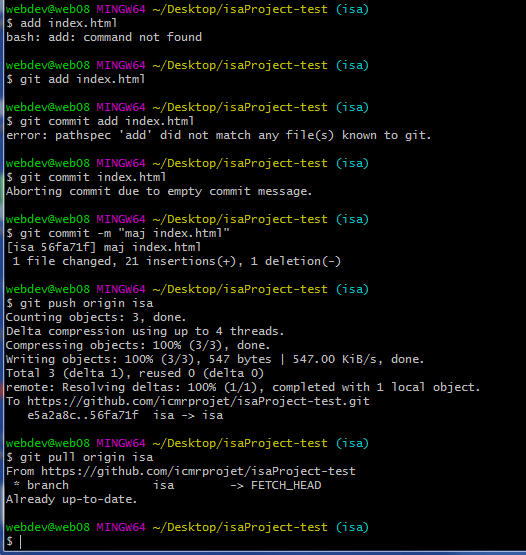 webdev@web08 MINGW64 ~/Desktop/isaProject-test (isa)
$ add index.html
bash: add: command not found
webdev@web08 MINGW64 ~/Desktop/isaProject-test (isa)
$ git add index.html
webdev@web08 MINGW64 ~/Desktop/isaProject-test (isa)
$ git commit add index.html
error: pathspec 'add' did not match any file(s) known to git.
webdev@web08 MINGW64 ~/Desktop/isaProject-test (isa)
$ git commit index.html
Aborting commit due to empty commit message.
webdev@web08 MINGW64 ~/Desktop/isaProject-test (isa)
$ git commit -m "maj index.html"
[isa 56fa71f] maj index.html
 1 file changed, 21 insertions(+), 1 deletion(-)
webdev@web08 MINGW64 ~/Desktop/isaProject-test (isa)
$ git push origin isa
Counting objects: 3, done.
Delta compression using up to 4 threads.
Compressing objects: 100% (3/3), done.
Writing objects: 100% (3/3), 547 bytes | 547.00 KiB/s, done.
Total 3 (delta 1), reused 0 (delta 0)
remote: Resolving deltas: 100% (1/1), completed with 1 local object.
To https://github.com/icmrprojet/isaProject-test.git
   e5a2a8c..56fa71f  isa -> isa
webdev@web08 MINGW64 ~/Desktop/isaProject-test (isa)
$ git pull origin isa
From https://github.com/icmrprojet/isaProject-test
 * branch            isa        -> FETCH_HEAD
Already up-to-date.
webdev@web08 MINGW64 ~/Desktop/isaProject-test (isa)
$